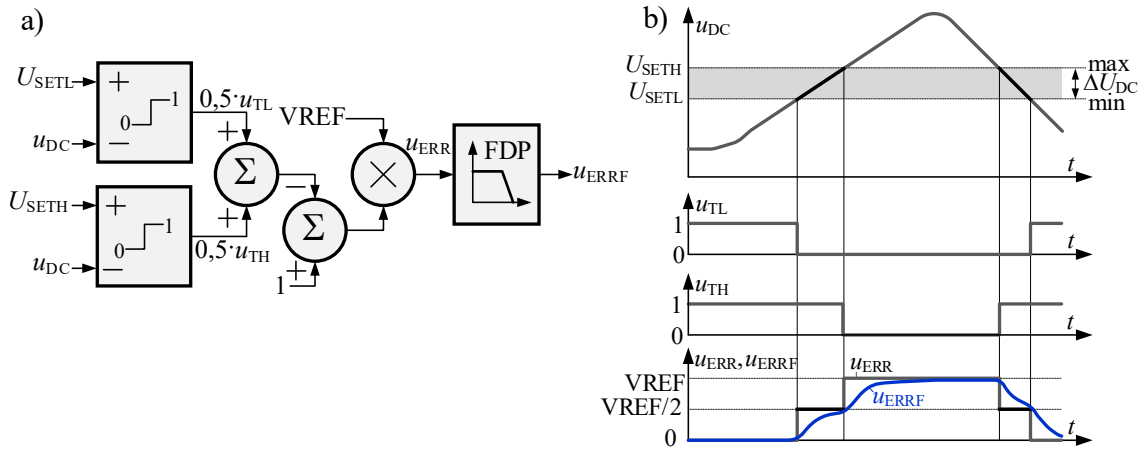 a)
U_SETL
+
0
1
u_DC
−
0,5·u_TL
+
Σ
U_SETH
+
0
1
u_DC
−
0,5·u_TH
+
−
Σ
+
1
VREF
×
u_ERR
FDP
u_ERRF
b)
u_DC
U_SETH
max
U_SETL
ΔU_DC
min
t
u_TL
1
0
t
u_TH
1
0
t
u_ERR, u_ERRF
u_ERR
VREF
u_ERRF
VREF/2
0
t